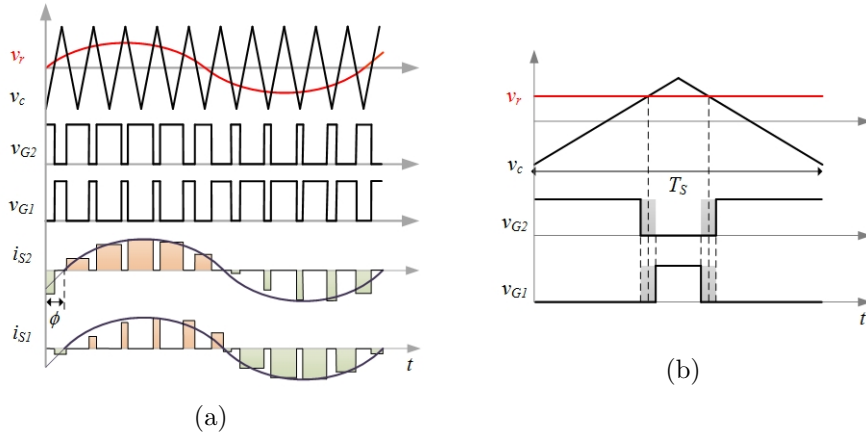 v_r
v_c
v_G2
v_G1
i_S2
ϕ
i_S1
t
(a)
v_r
v_c
T_S
v_G2
v_G1
t
(b)